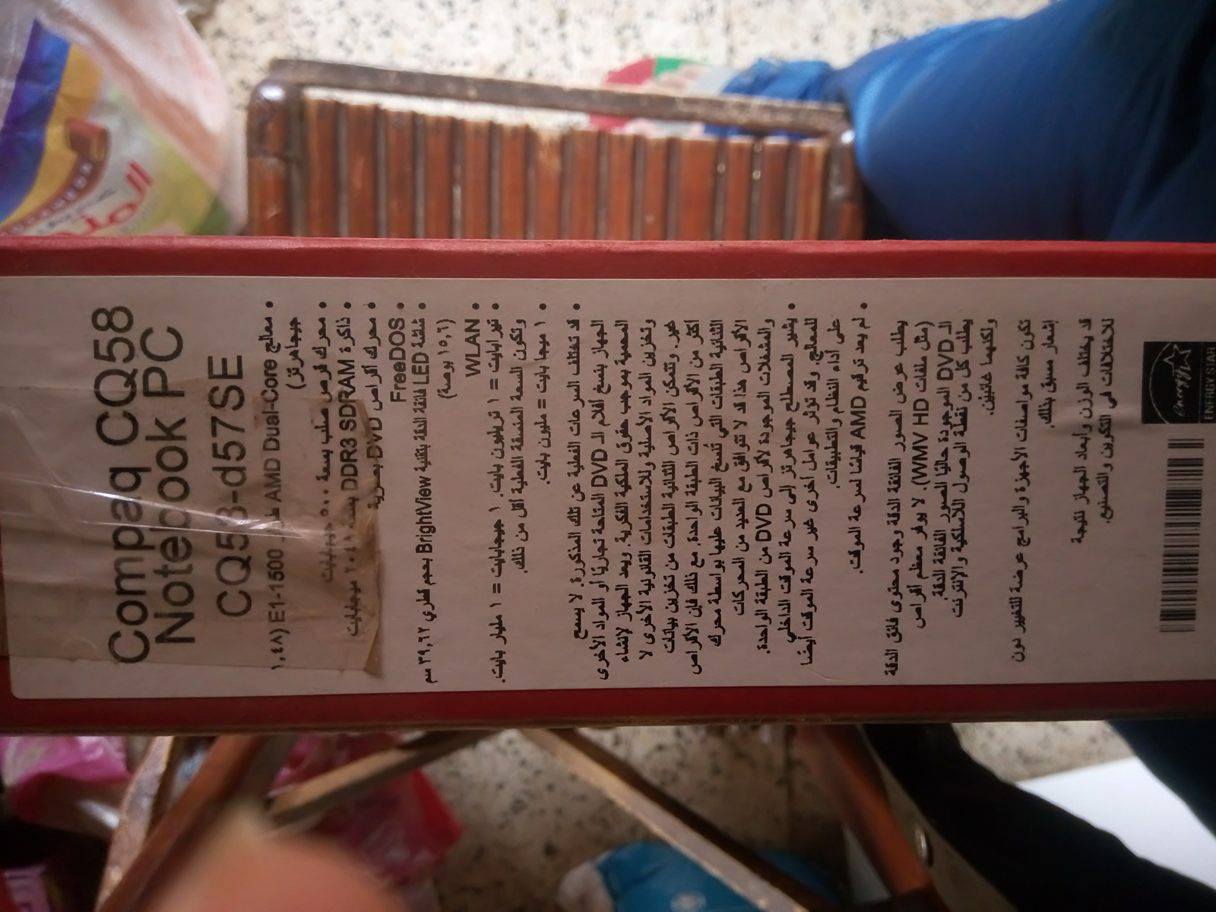 Compaq CQ58
Notebook PC
CQ58-d57SE
• معالج AMD Dual-Core طراز E1-1500 (١,٤٨
جيجاهرتز)
• محرك قرص صلب بسعة ٥٠٠ جيجابايت
• ذاكرة DDR3 SDRAM بسعة ٢٠٤٨ ميجابايت
• محرك أقراص DVD بصرية
• FreeDOS
• شاشة LED فائقة الدقة بتقنية BrightView بحجم قطري ٣٩,٦٢ سم
(١٥,٦ بوصة)
• WLAN
• تيرابايت = ١ تريليون بايت. ١ جيجابايت = ١ مليار بايت.
وتكون السعة المنسقة الفعلية أقل من ذلك.
• ١ ميجا بايت = مليون بايت.
• قد تختلف السرعات الفعلية عن تلك المذكورة. لا يسمح
الجهاز بنسخ أفلام الـ DVD المتاحة تجاريًا أو المواد الأخرى
المحمية بموجب حقوق الملكية الفكرية. ويعد الجهاز لإنشاء
وتخزين المواد الأصلية وللاستخدامات القانونية الأخرى لا
غير. وتتمكن الأقراص الثنائية الطبقات من تخزين بيانات
أكثر من الأقراص ذات الطبقة الواحدة. مع ذلك فإن الأقراص
الثنائية الطبقات التي تُنسخ البيانات عليها بواسطة محرك
الأقراص هذا قد لا تتوافق مع العديد من المحركات
والمشغلات الموجودة لأقراص DVD من الطبقة الواحدة.
• يشير المصطلح جيجاهرتز إلى سرعة الموقت الداخلي
للمعالج. وقد تؤثر عوامل أخرى غير سرعة الموقت أيضًا
على أداء النظام والتطبيقات.
• لم يعد ترقيم AMD قياسًا لسرعة الموقت.
يطلب عرض الصور الفائقة الدقة وجود محتوى فائق الدقة
(مثل ملفات WMV HD). لا يوفر معظم أقراص
الـ DVD الموجودة حاليًا الصور الفائقة الدقة.
يطلب كل من نقطة الوصول اللاسلكية والإنترنت
ولكنهما غائبيْن.
تكون كافة مواصفات الأجهزة والبرامج عرضة للتغيير دون
إشعار مسبق بذلك.
قد يختلف الوزن وأبعاد الجهاز نتيجة
للاختلافات في التكوين والتصنيع.
energy
ENERGY STAR